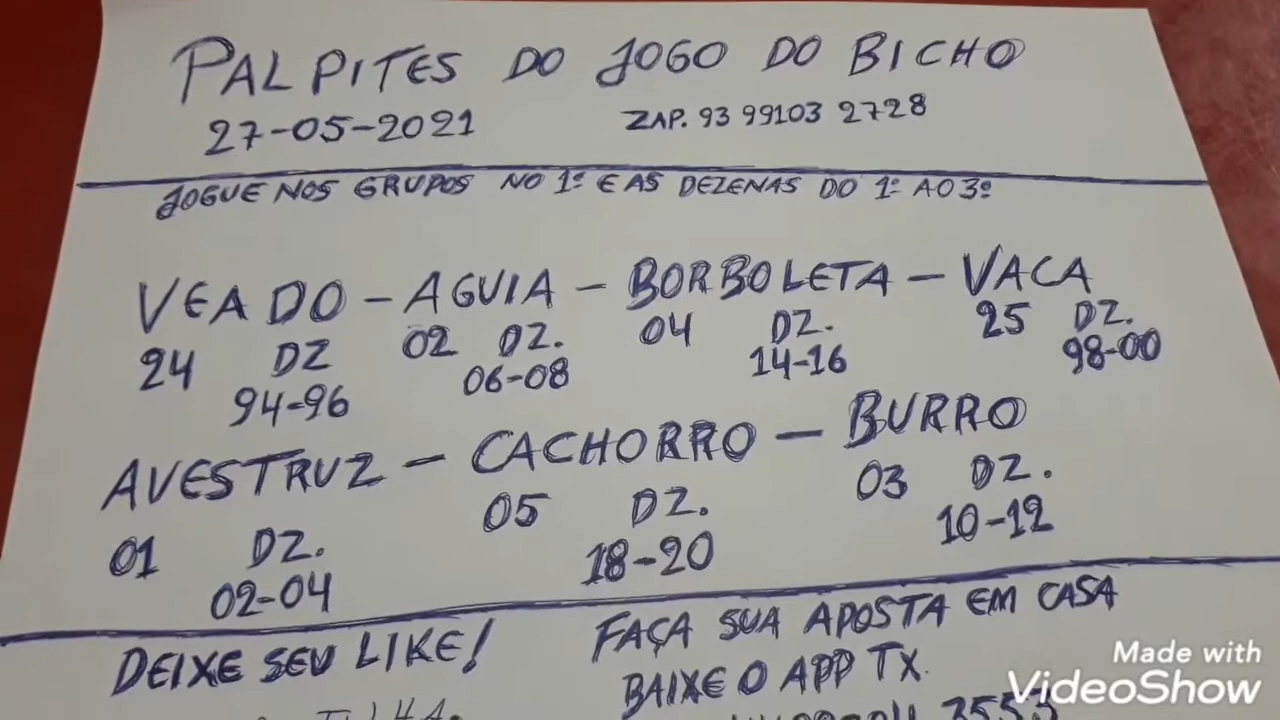 PALPITES DO JOGO DO BICHO
27-05-2021 ZAP. 93 99103 2728
JOGUE NOS GRUPOS NO 1º E AS DEZENAS DO 1º AO 3º
VEADO - AGUIA - BORBOLETA - VACA
24 DZ 02 DZ. 04 DZ. 25 DZ.
94-96 06-08 14-16 98-00
AVESTRUZ - CACHORRO - BURRO
01 DZ. 05 DZ. 03 DZ.
02-04 18-20 10-12
DEIXE SEU LIKE! FAÇA SUA APOSTA EM CASA
BAIXE O APP TX.
3553
Made with
VideoShow